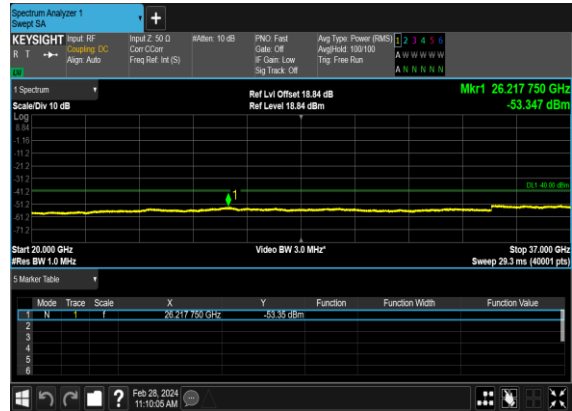 Spectrum Analyzer 1
Swept SA
+
KEYSIGHT
R T
Input: RF
Coupling: DC
Align: Auto
Input Z: 50 Ω
Corr CCorr
Freq Ref: Int (S)
#Atten: 10 dB
PNO: Fast
Gate: Off
IF Gain: Low
Sig Track: Off
Avg Type: Power (RMS)
Avg|Hold: 100/100
Trig: Free Run
1 2 3 4 5 6
A W W W W W
A N N N N N
1 Spectrum
Scale/Div 10 dB
Ref Lvl Offset 18.84 dB
Ref Level 18.84 dBm
Mkr1 26.217 750 GHz
-53.347 dBm
Log
8.84
-1.16
-11.2
-21.2
-31.2
-41.2
-51.2
-61.2
-71.2
DL1 -40.00 dBm
1
Start 20.000 GHz
#Res BW 1.0 MHz
Video BW 3.0 MHz*
Stop 37.000 GHz
Sweep 29.3 ms (40001 pts)
5 Marker Table
Mode Trace Scale X Y Function Function Width Function Value
1 N 1 f 26.217 750 GHz -53.35 dBm
2
3
4
5
6
?
Feb 28, 2024
11:10:05 AM